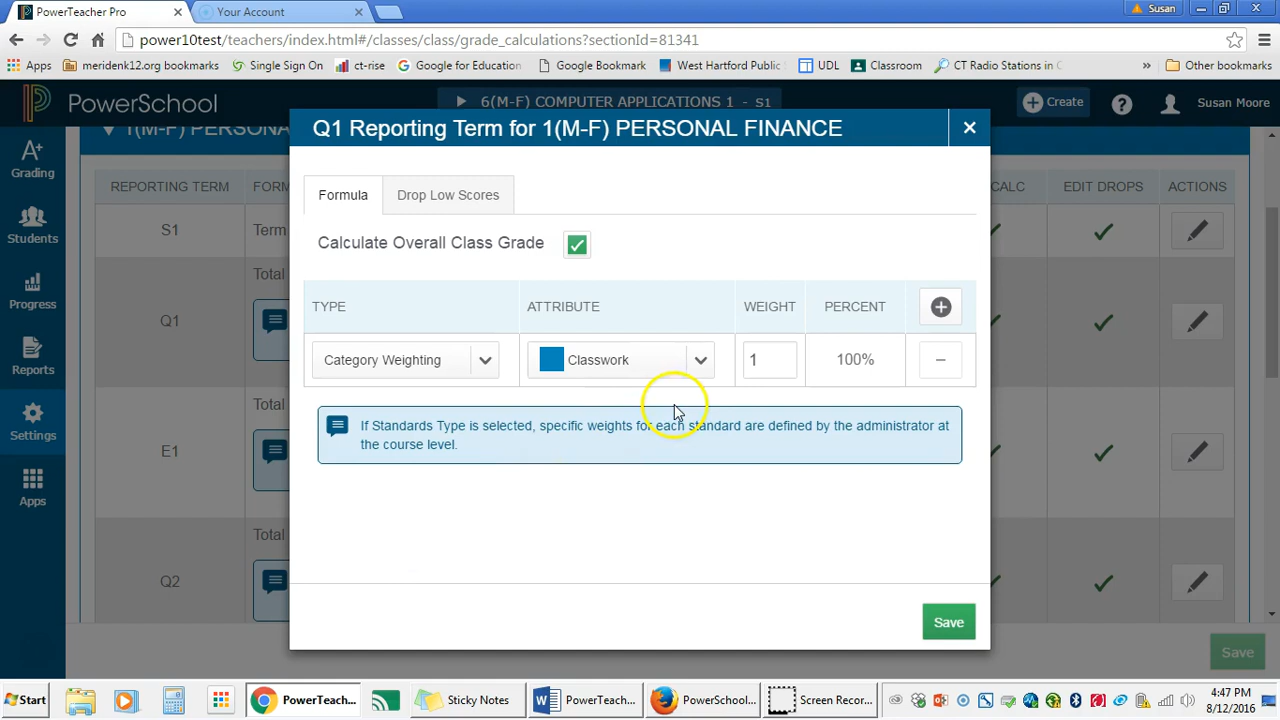 PowerTeacher Pro
Your Account
Susan
power10test/teachers/index.html#/classes/class/grade_calculations?sectionId=81341
Apps
meridenk12.org bookmarks
Single Sign On
ct-rise
Google for Education
Google Bookmark
West Hartford Public
UDL
Classroom
CT Radio Stations in C
»
Other bookmarks
PowerSchool
6(M-F) COMPUTER APPLICATIONS 1 - S1
Create
Susan Moore
1(M-F) PERSONA
Q1 Reporting Term for 1(M-F) PERSONAL FINANCE
Grading
Students
Progress
Reports
Settings
Apps
REPORTING TERM
FORM
CALC
EDIT DROPS
ACTIONS
S1
Term
Q1
Total
E1
Total
Q2
Total
Formula
Drop Low Scores
Calculate Overall Class Grade
TYPE
ATTRIBUTE
WEIGHT
PERCENT
Category Weighting
Classwork
1
100%
If Standards Type is selected, specific weights for each standard are defined by the administrator at
the course level.
Save
Save
Start
PowerTeach...
Sticky Notes
PowerTeache...
PowerSchool...
Screen Recor...
4:47 PM
8/12/2016